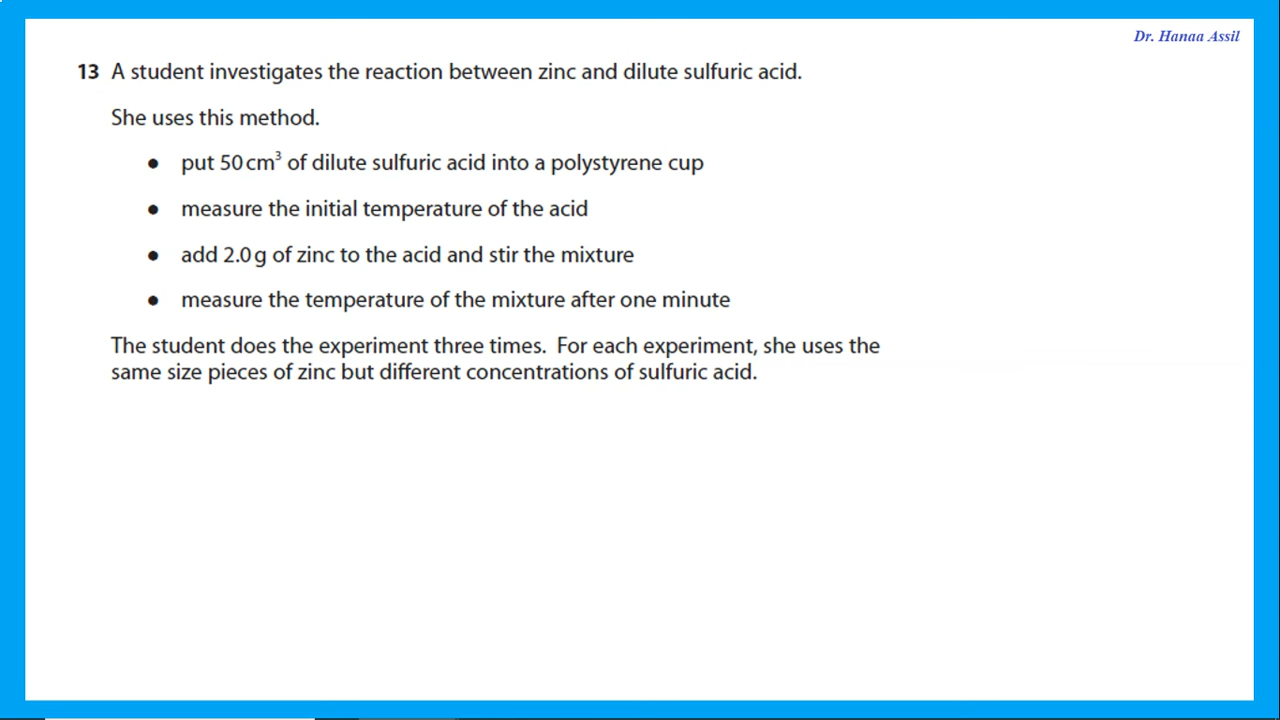 Dr. Hanaa Assil
13 A student investigates the reaction between zinc and dilute sulfuric acid.
She uses this method.
● put 50 cm³ of dilute sulfuric acid into a polystyrene cup
● measure the initial temperature of the acid
● add 2.0 g of zinc to the acid and stir the mixture
● measure the temperature of the mixture after one minute
The student does the experiment three times. For each experiment, she uses the
same size pieces of zinc but different concentrations of sulfuric acid.